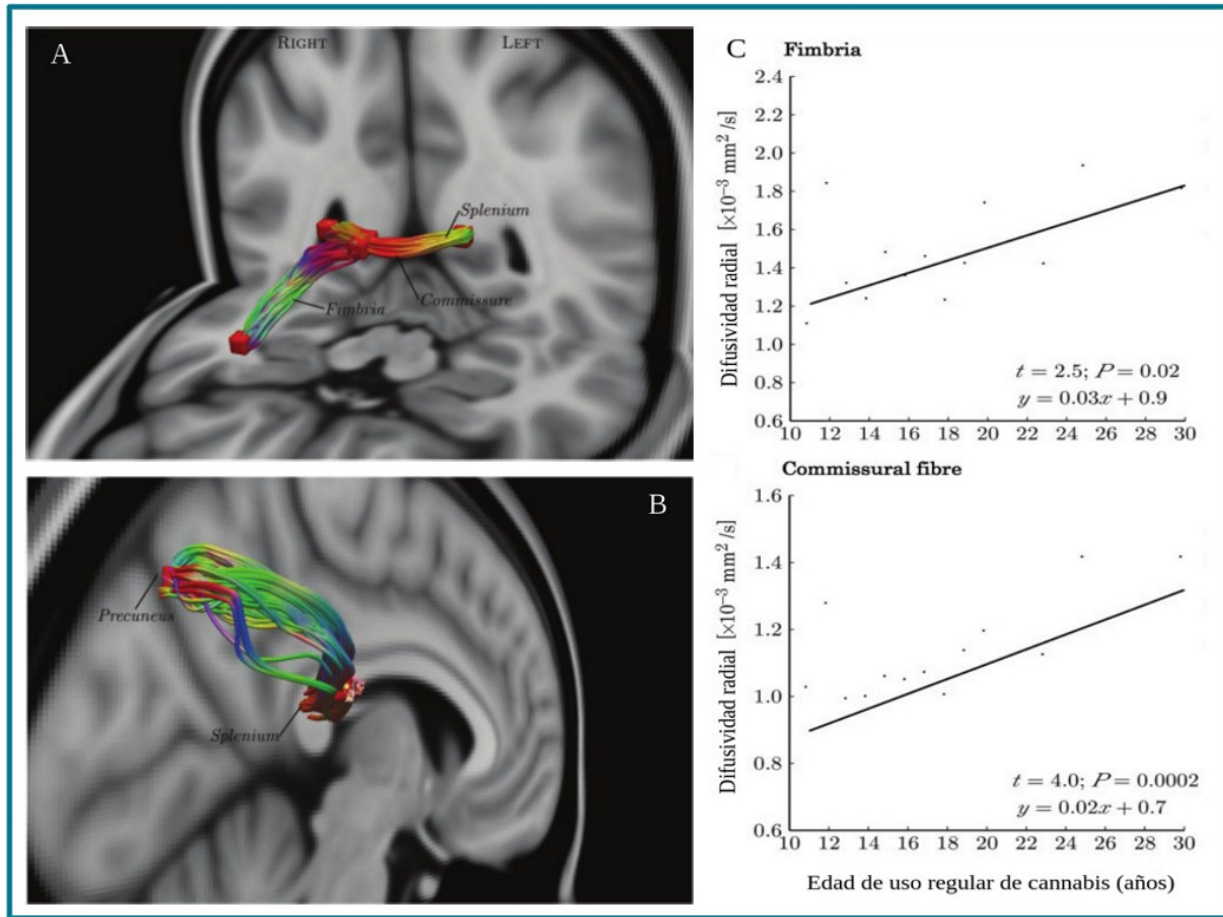 A
RIGHT
LEFT
Splenium
Fimbria
Commissure
B
Precuneus
Splenium
C
Fimbria
Difusividad radial [×10⁻³ mm²/s]
2.4
2.2
2.0
1.8
1.6
1.4
1.2
1.0
0.8
0.6
t = 2.5; P = 0.02
y = 0.03x + 0.9
10 12 14 16 18 20 22 24 26 28 30
Commissural fibre
Difusividad radial [×10⁻³ mm²/s]
1.6
1.4
1.2
1.0
0.8
0.6
t = 4.0; P = 0.0002
y = 0.02x + 0.7
10 12 14 16 18 20 22 24 26 28 30
Edad de uso regular de cannabis (años)